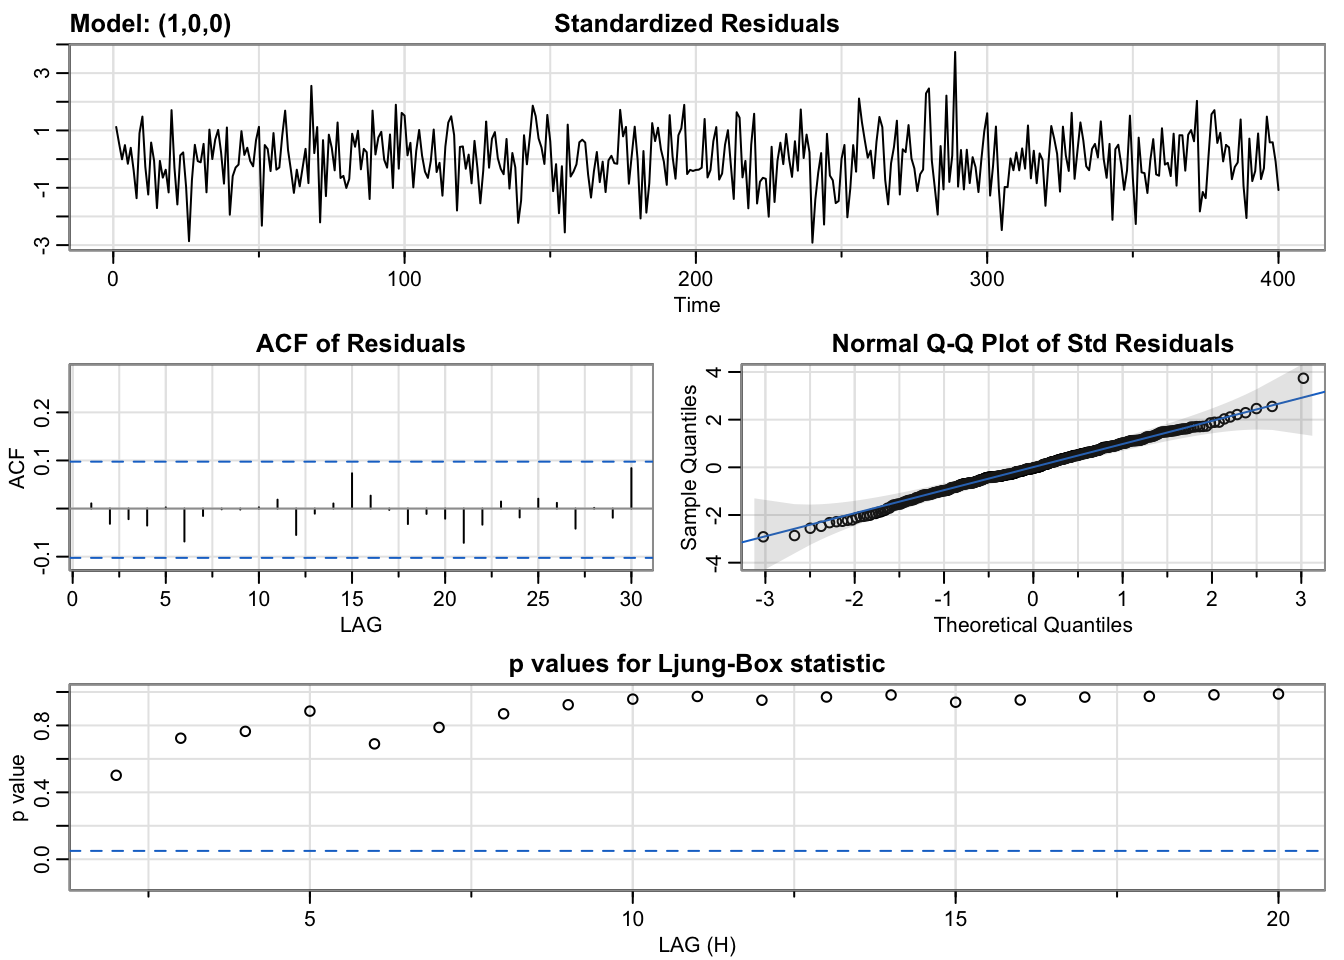 Model: (1,0,0) Standardized Residuals
3
1
-1
-3
0 100 200 300 400
Time
ACF of Residuals
ACF
0.2
0.1
-0.1
0 5 10 15 20 25 30
LAG
Normal Q-Q Plot of Std Residuals
Sample Quantiles
4
2
0
-2
-4
-3 -2 -1 0 1 2 3
Theoretical Quantiles
p values for Ljung-Box statistic
p value
0.8
0.4
0.0
5 10 15 20
LAG (H)